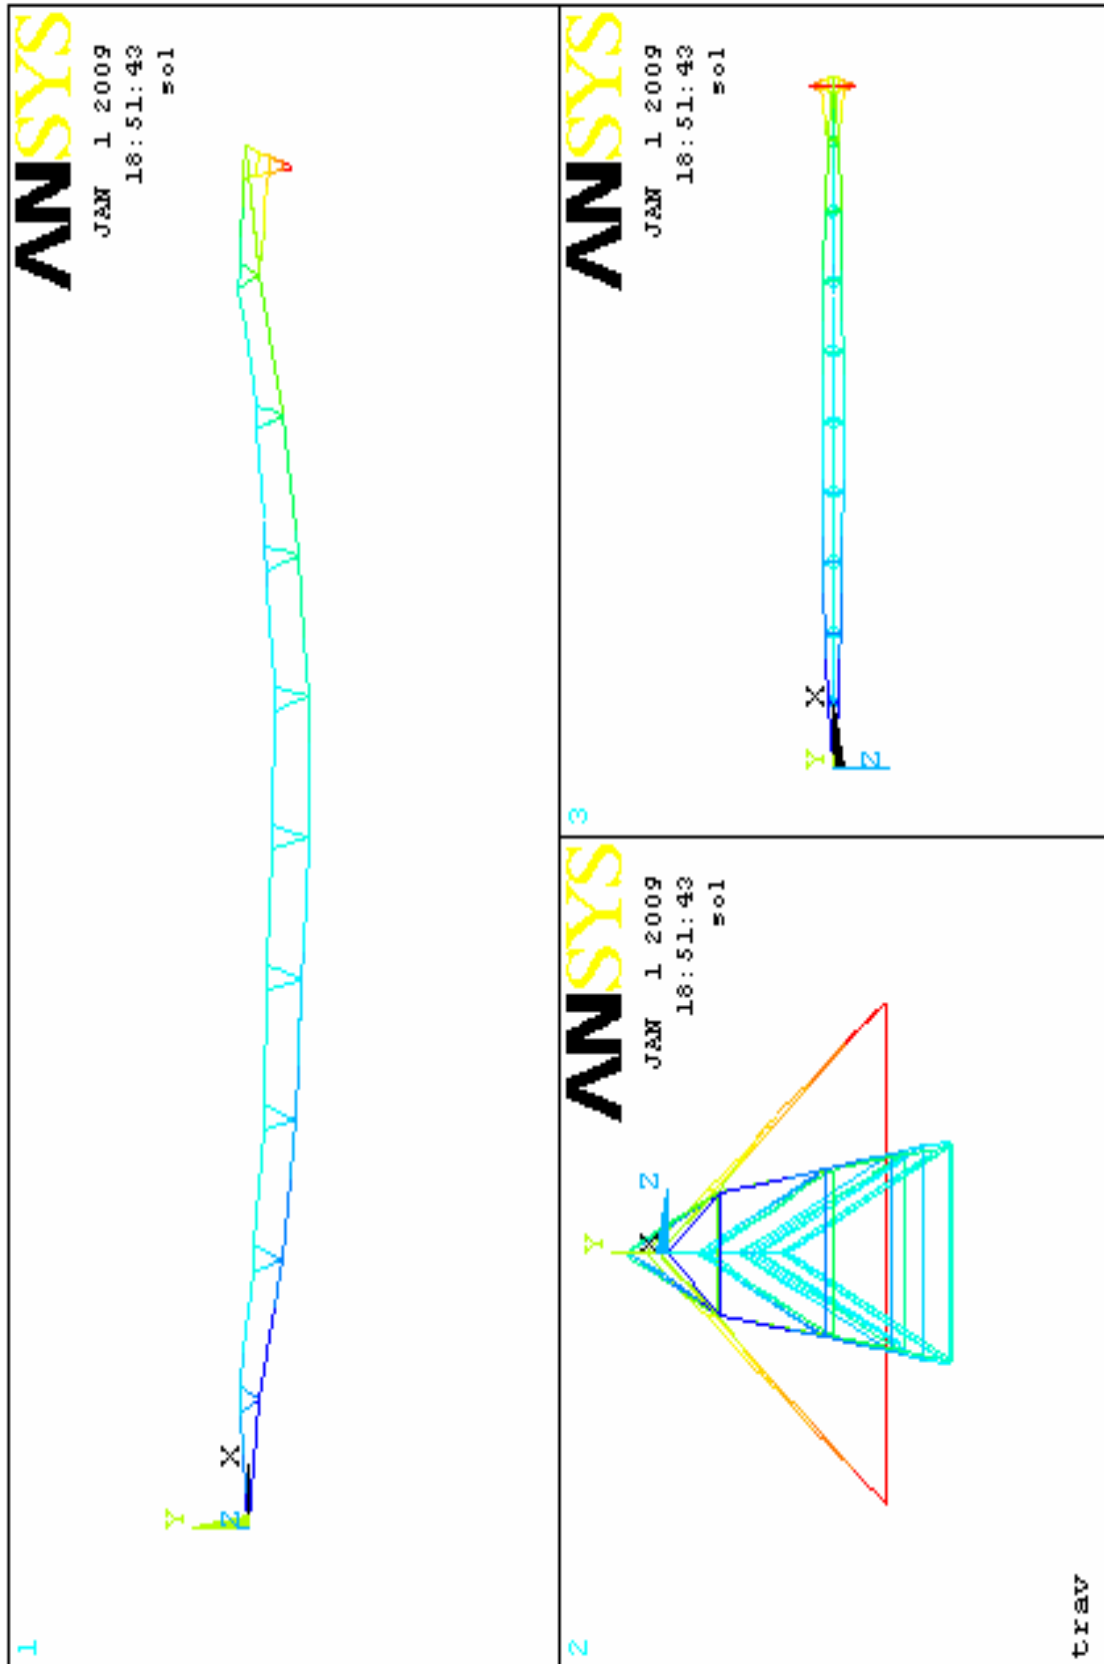 1
ANSYS
JAN 1 2009
18:51:43
sol
Y
Z
X
2
ANSYS
JAN 1 2009
18:51:43
sol
Y
X
Z
3
ANSYS
JAN 1 2009
18:51:43
sol
Y
X
Z
trav